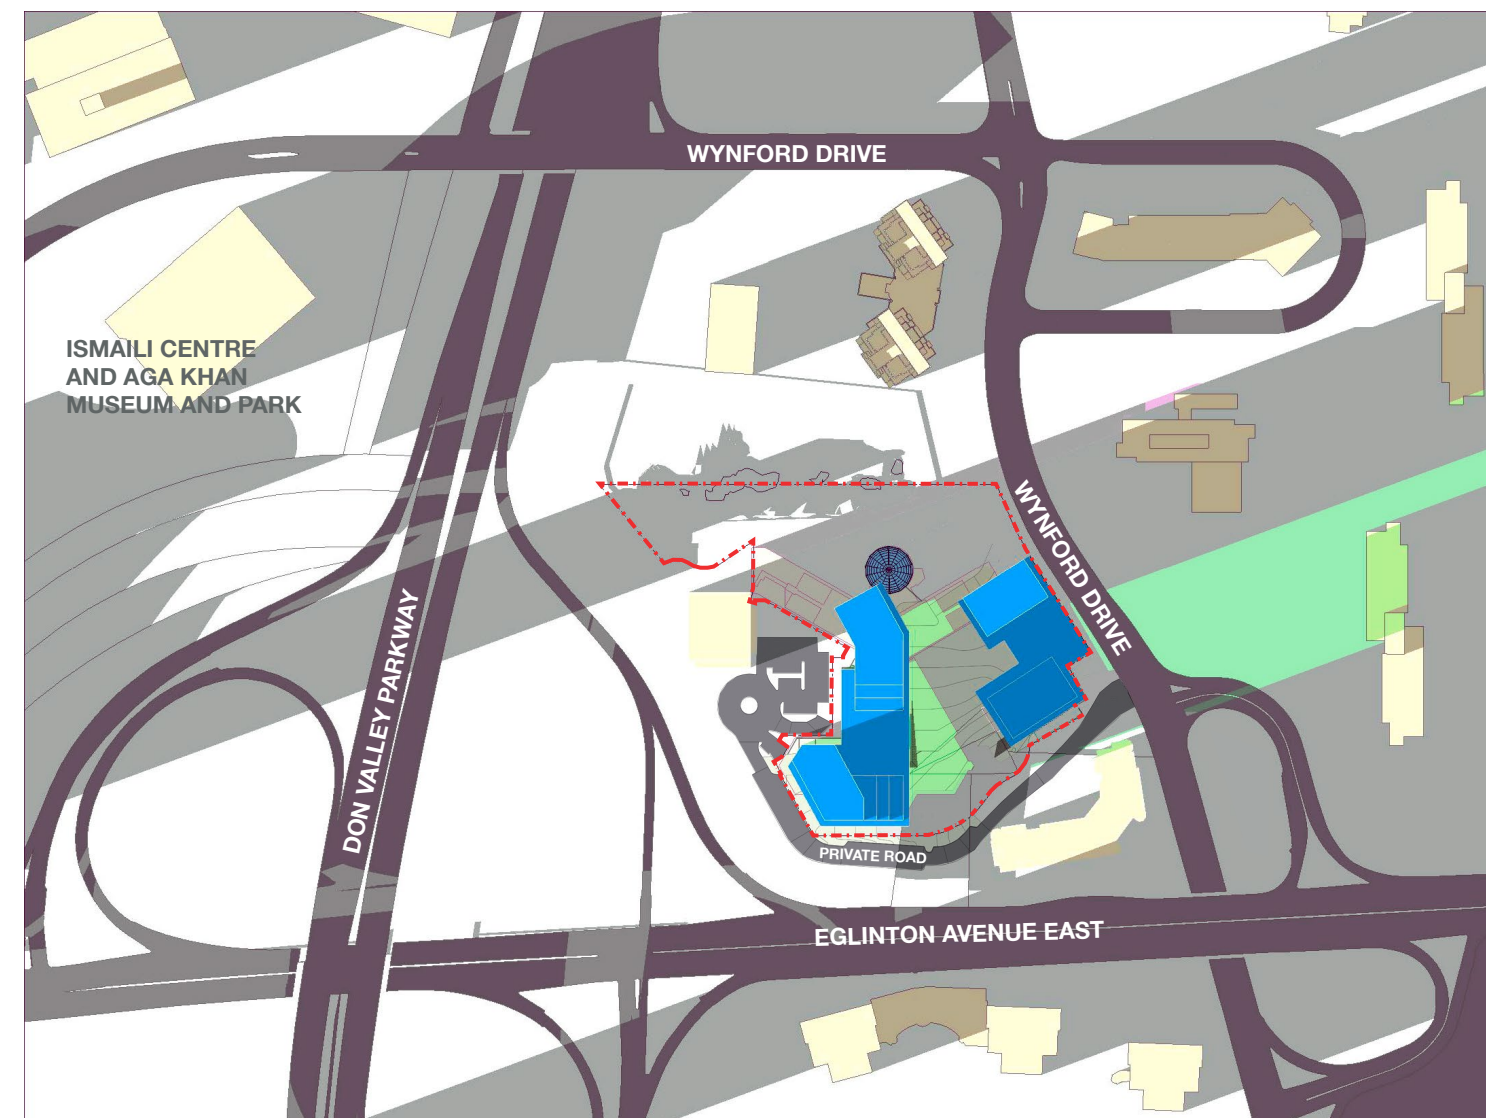 WYNFORD DRIVE
ISMAILI CENTRE
AND AGA KHAN
MUSEUM AND PARK
WYNFORD DRIVE
DON VALLEY PARKWAY
PRIVATE ROAD
EGLINTON AVENUE EAST